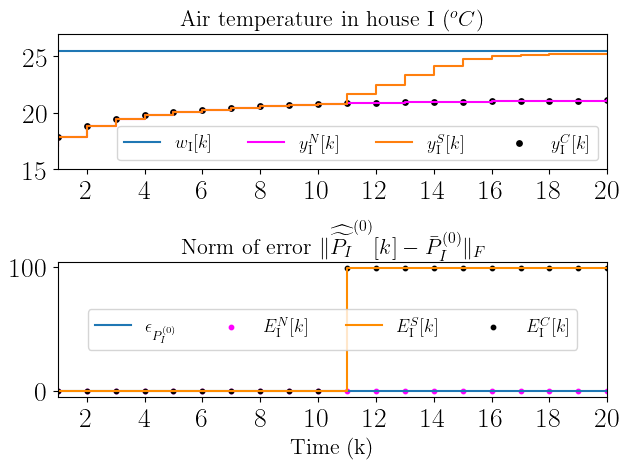 Air temperature in house I (°C)
25
20
15
w_I[k] y_I^N[k] y_I^S[k] y_I^C[k]
2 4 6 8 10 12 14 16 18 20
Norm of error ‖\widehat{\widetilde{P}_I}^{(0)}[k] − \bar{P}_I^{(0)}‖_F
100
0
ϵ_{P_I^{(0)}} E_I^N[k] E_I^S[k] E_I^C[k]
2 4 6 8 10 12 14 16 18 20
Time (k)